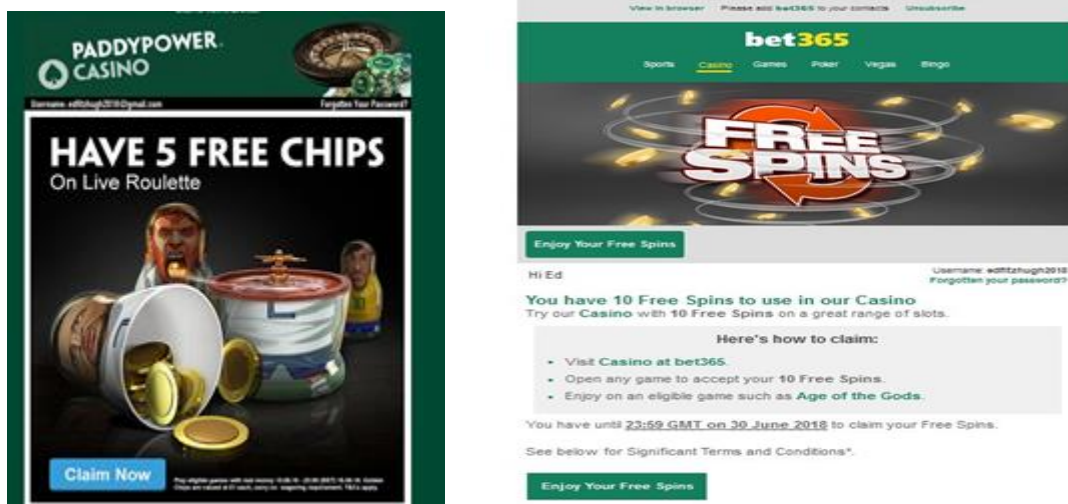 PADDYPOWER.
CASINO
Username: edfitzhugh2018@gmail.com
Forgotten Your Password?
HAVE 5 FREE CHIPS
On Live Roulette
Claim Now
View in browser Please add bet365 to your contacts Unsubscribe
bet365
Sports Casino Games Poker Vegas Bingo
FREE
SPINS
Enjoy Your Free Spins
Hi Ed
Username: edfitzhugh2018
Forgotten your password?
You have 10 Free Spins to use in our Casino
Try our Casino with 10 Free Spins on a great range of slots.
Here's how to claim:
• Visit Casino at bet365.
• Open any game to accept your 10 Free Spins.
• Enjoy on an eligible game such as Age of the Gods.
You have until 23:59 GMT on 30 June 2018 to claim your Free Spins.
See below for Significant Terms and Conditions*.
Enjoy Your Free Spins